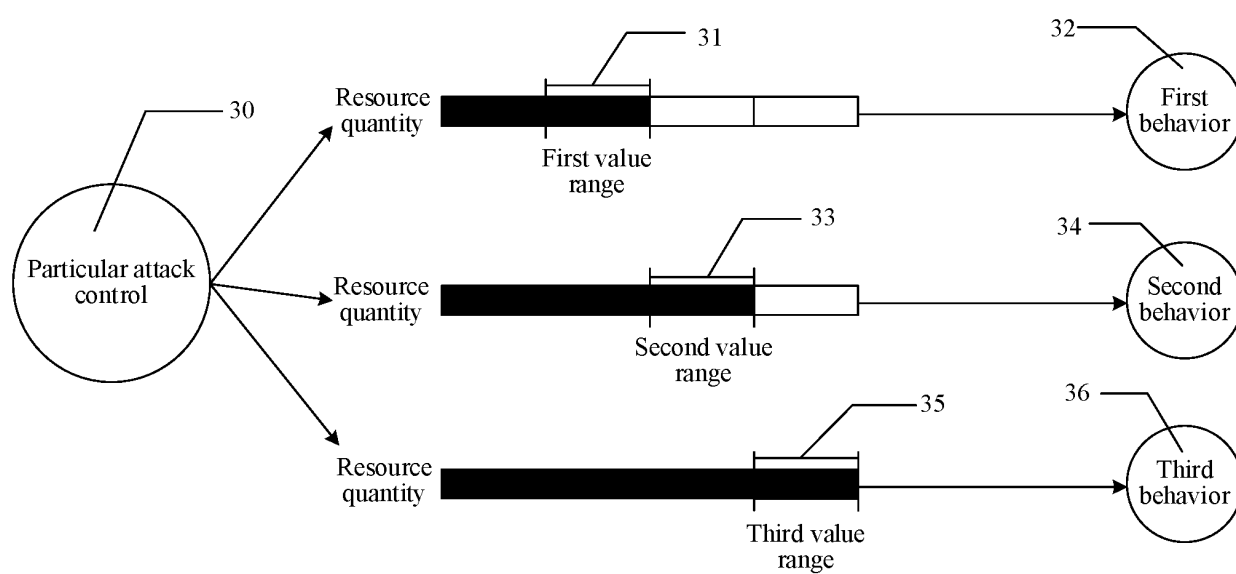 30
Particular attack
control
Resource
quantity
31
First value
range
32
First
behavior
Resource
quantity
33
Second value
range
34
Second
behavior
Resource
quantity
35
Third value
range
36
Third
behavior